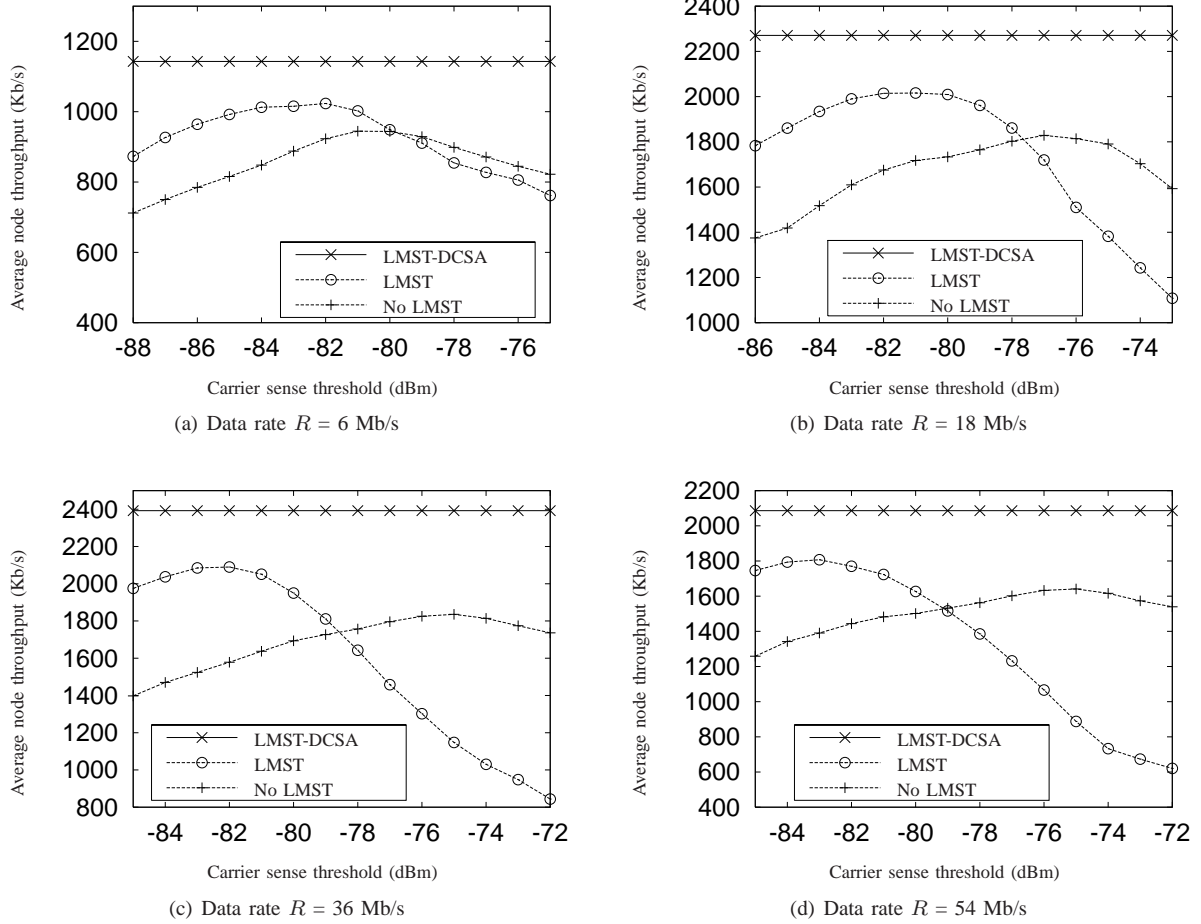 1200
1000
800
600
400
-88 -86 -84 -82 -80 -78 -76
Average node throughput (Kb/s)
Carrier sense threshold (dBm)
LMST-DCSA
LMST
No LMST
(a) Data rate R = 6 Mb/s
2400
2200
2000
1800
1600
1400
1200
1000
-86 -84 -82 -80 -78 -76 -74
Average node throughput (Kb/s)
Carrier sense threshold (dBm)
LMST-DCSA
LMST
No LMST
(b) Data rate R = 18 Mb/s
2400
2200
2000
1800
1600
1400
1200
1000
800
-84 -82 -80 -78 -76 -74 -72
Average node throughput (Kb/s)
Carrier sense threshold (dBm)
LMST-DCSA
LMST
No LMST
(c) Data rate R = 36 Mb/s
2200
2000
1800
1600
1400
1200
1000
800
600
400
-84 -82 -80 -78 -76 -74 -72
Average node throughput (Kb/s)
Carrier sense threshold (dBm)
LMST-DCSA
LMST
No LMST
(d) Data rate R = 54 Mb/s